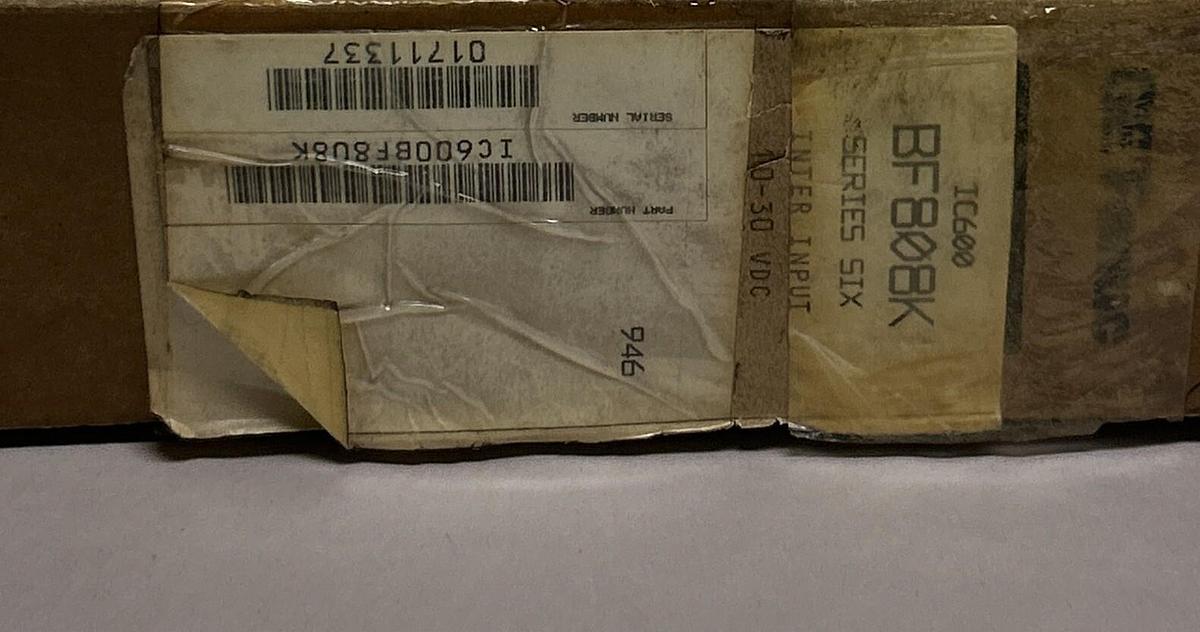 01711337
SERIAL NUMBER
IC600BF808K
PART NUMBER
946
IC600
BF808K
SERIES SIX
INTER INPUT
10-30 VDC